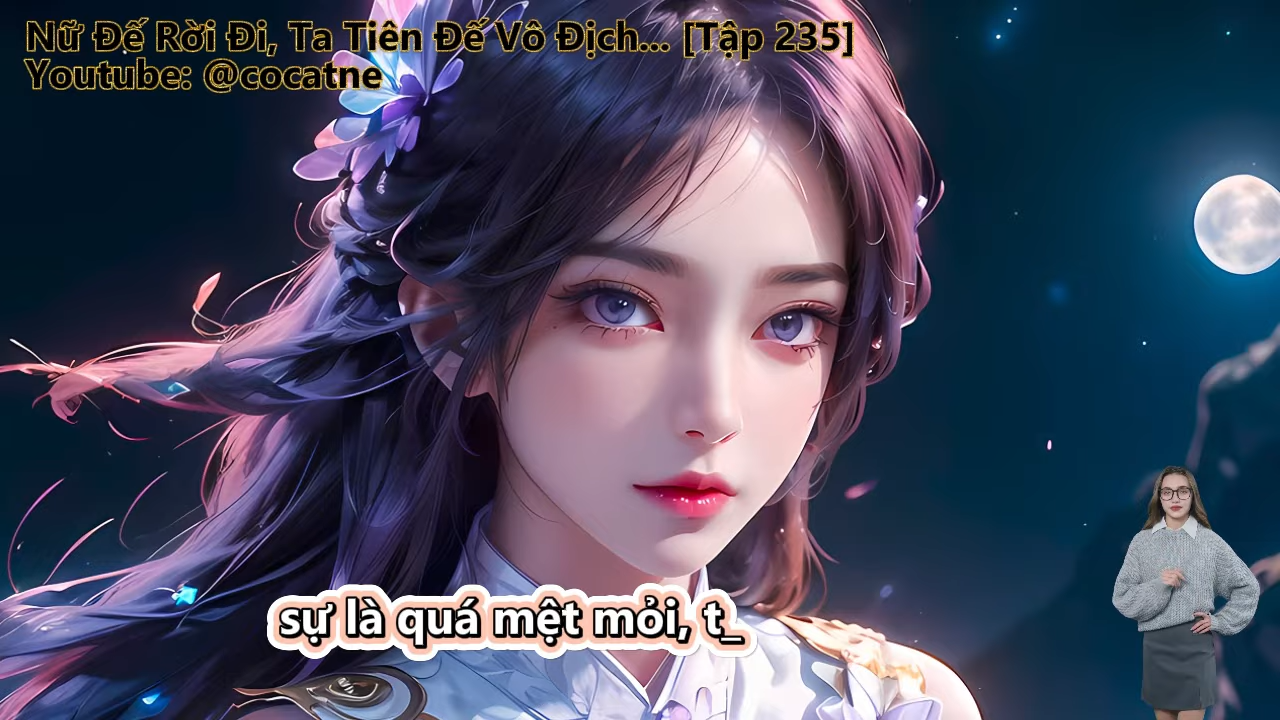 Nữ Đế Rời Đi, Ta Tiên Đế Vô Địch... [Tập 235]
Youtube: @cocatne
sự là quá mệt mỏi, t_